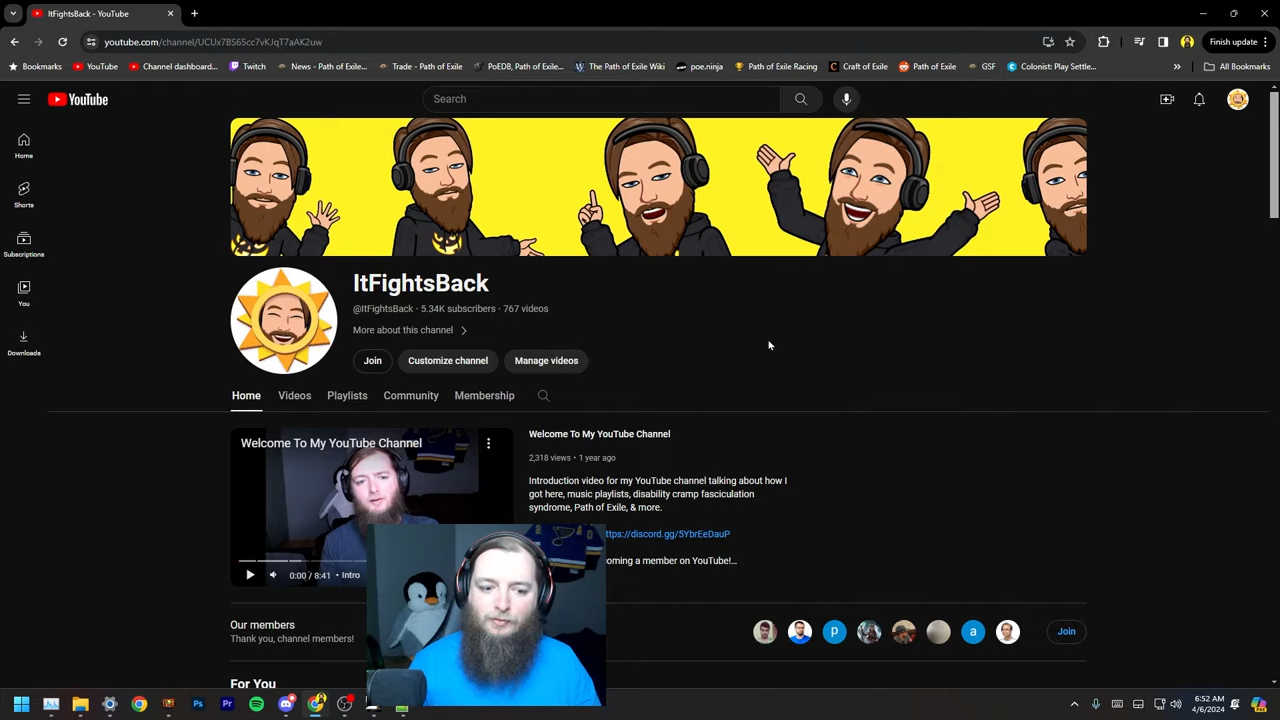 ItFightsBack - YouTube
youtube.com/channel/UCUx7BS65cc7vKJqT7aAK2uw
Finish update
Bookmarks
YouTube
Channel dashboard...
Twitch
News - Path of Exile...
Trade - Path of Exile
PoEDB, Path of Exile...
The Path of Exile Wiki
poe.ninja
Path of Exile Racing
Craft of Exile
Reddit - Path of Exile
GSF
Colonist: Play Settle...
All Bookmarks
YouTube
Search
Home
Shorts
Subscriptions
You
Downloads
ItFightsBack
@ItFightsBack · 5.34K subscribers · 767 videos
More about this channel
Join
Customize channel
Manage videos
Home
Videos
Playlists
Community
Membership
Welcome To My YouTube Channel
0:00 / 8:41 • Intro
Welcome To My YouTube Channel
2,318 views • 1 year ago
Introduction video for my YouTube channel talking about how I
got here, music playlists, disability cramp fasciculation
syndrome, Path of Exile, & more.
ttps://discord.gg/5YbrEeDauP
oming a member on YouTube!...
Our members
Thank you, channel members!
p
a
Join
For You
6:52 AM
4/6/2024